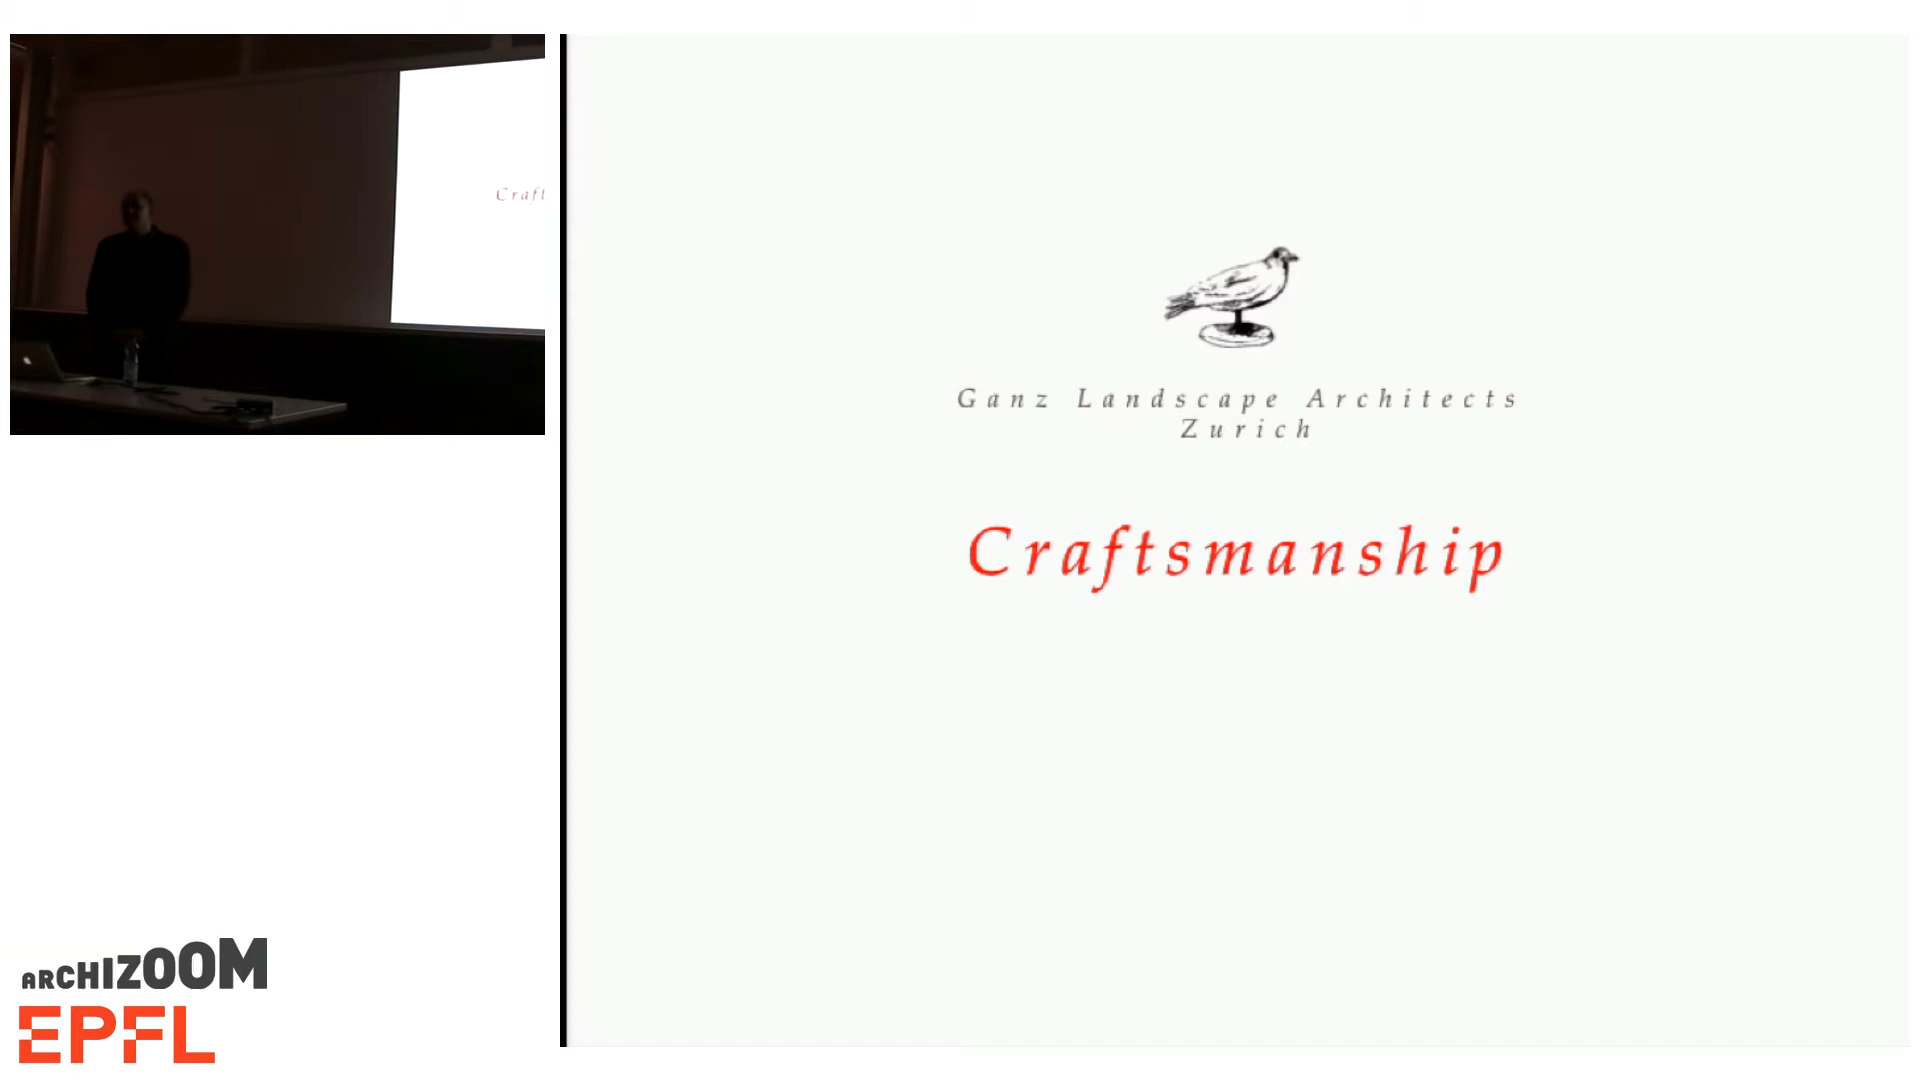 Craft
Ganz Landscape Architects
Zurich
Craftsmanship
ARCHIZOOM
EPFL